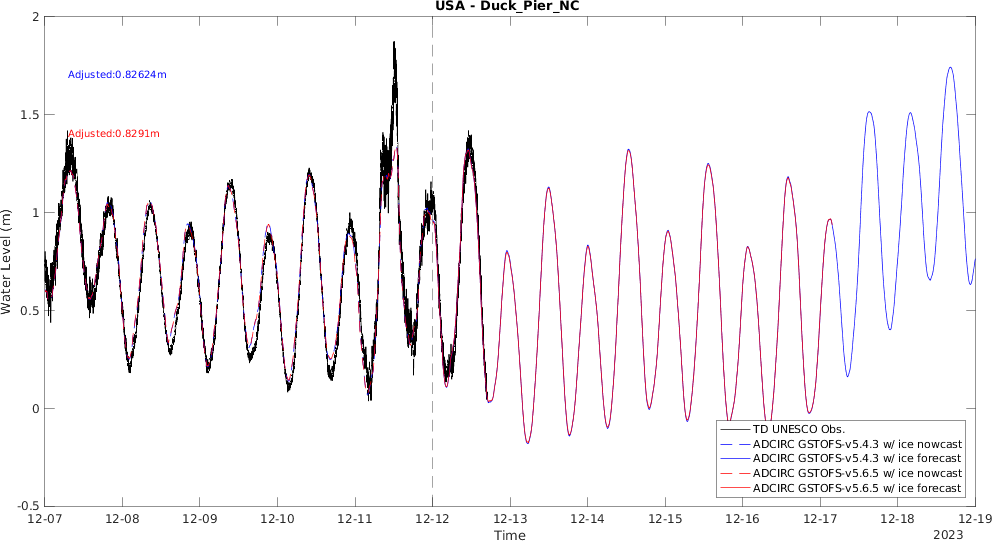 USA - Duck_Pier_NC
2
Adjusted:0.82624m
1.5
Adjusted:0.8291m
1
Water Level (m)
0.5
0
-0.5
TD UNESCO Obs.
ADCIRC GSTOFS-v5.4.3 w/ ice nowcast
ADCIRC GSTOFS-v5.4.3 w/ ice forecast
ADCIRC GSTOFS-v5.6.5 w/ ice nowcast
ADCIRC GSTOFS-v5.6.5 w/ ice forecast
12-07 12-08 12-09 12-10 12-11 12-12 12-13 12-14 12-15 12-16 12-17 12-18 12-19
Time
2023